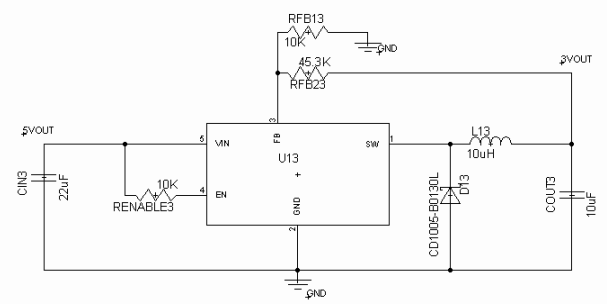 RFB13
10K
GND
45.3K
RFB23
3VOUT
5VOUT
3
FB
5
VIN
U13
SW
1
L13
10uH
CIN3
22uF
10K
RENABLE3
4
EN
GND
2
CD1005-B0130L
D13
COUT3
10uF
GND